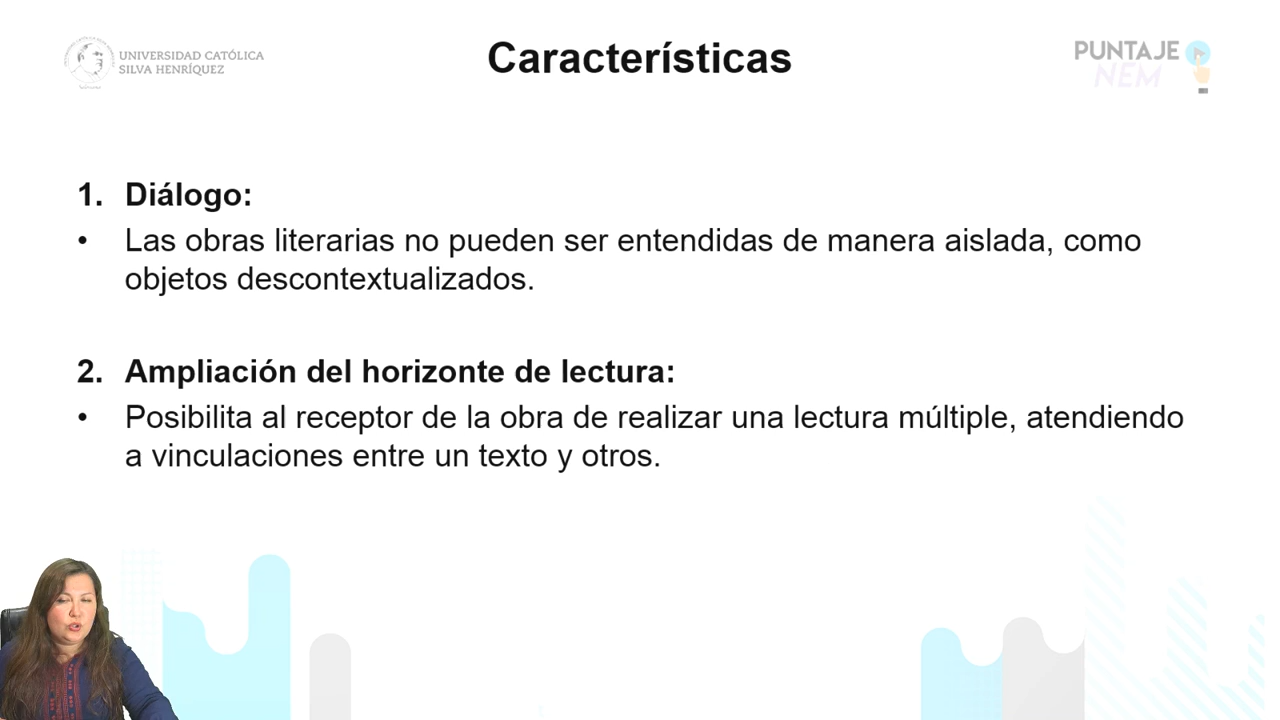 UNIVERSIDAD CATÓLICA
SILVA HENRÍQUEZ
Características
PUNTAJE
NEM
1. Diálogo:
• Las obras literarias no pueden ser entendidas de manera aislada, como
objetos descontextualizados.
2. Ampliación del horizonte de lectura:
• Posibilita al receptor de la obra de realizar una lectura múltiple, atendiendo
a vinculaciones entre un texto y otros.